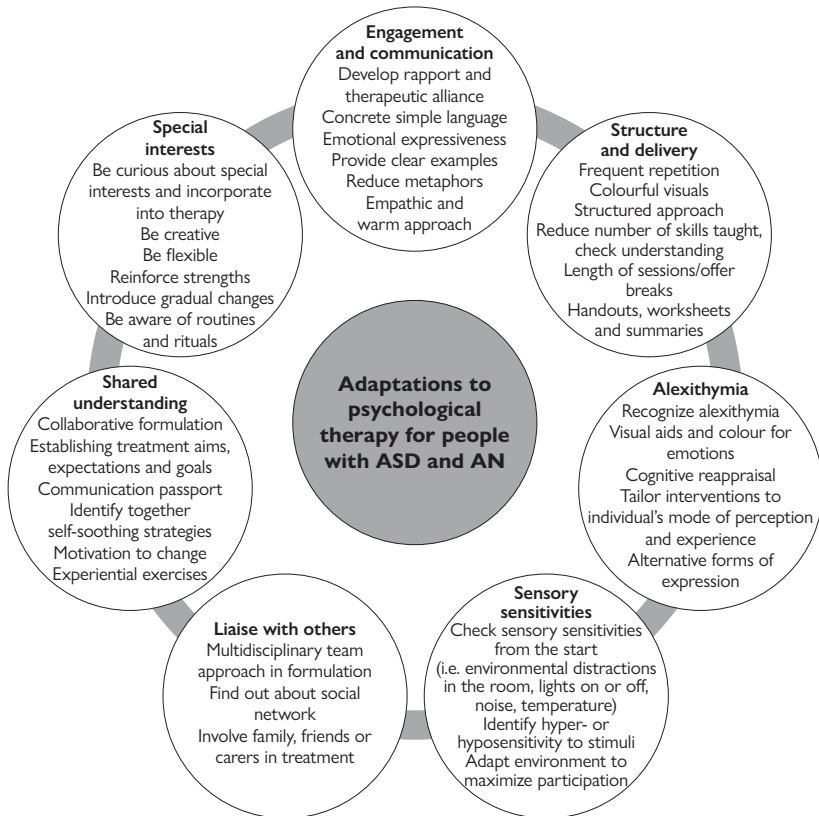 Engagement
and communication
Develop rapport and
therapeutic alliance
Concrete simple language
Emotional expressiveness
Provide clear examples
Reduce metaphors
Empathic and
warm approach
Structure
and delivery
Frequent repetition
Colourful visuals
Structured approach
Reduce number of skills taught,
check understanding
Length of sessions/offer
breaks
Handouts, worksheets
and summaries
Alexithymia
Recognize alexithymia
Visual aids and colour for
emotions
Cognitive reappraisal
Tailor interventions to
individual's mode of perception
and experience
Alternative forms of
expression
Sensory
sensitivities
Check sensory sensitivities
from the start
(i.e. environmental distractions
in the room, lights on or off,
noise, temperature)
Identify hyper- or
hyposensitivity to stimuli
Adapt environment to
maximize participation
Liaise with others
Multidisciplinary team
approach in formulation
Find out about social
network
Involve family, friends or
carers in treatment
Shared
understanding
Collaborative formulation
Establishing treatment aims,
expectations and goals
Communication passport
Identify together
self-soothing strategies
Motivation to change
Experiential exercises
Special
interests
Be curious about special
interests and incorporate
into therapy
Be creative
Be flexible
Reinforce strengths
Introduce gradual changes
Be aware of routines
and rituals
Adaptations to
psychological
therapy for people
with ASD and AN